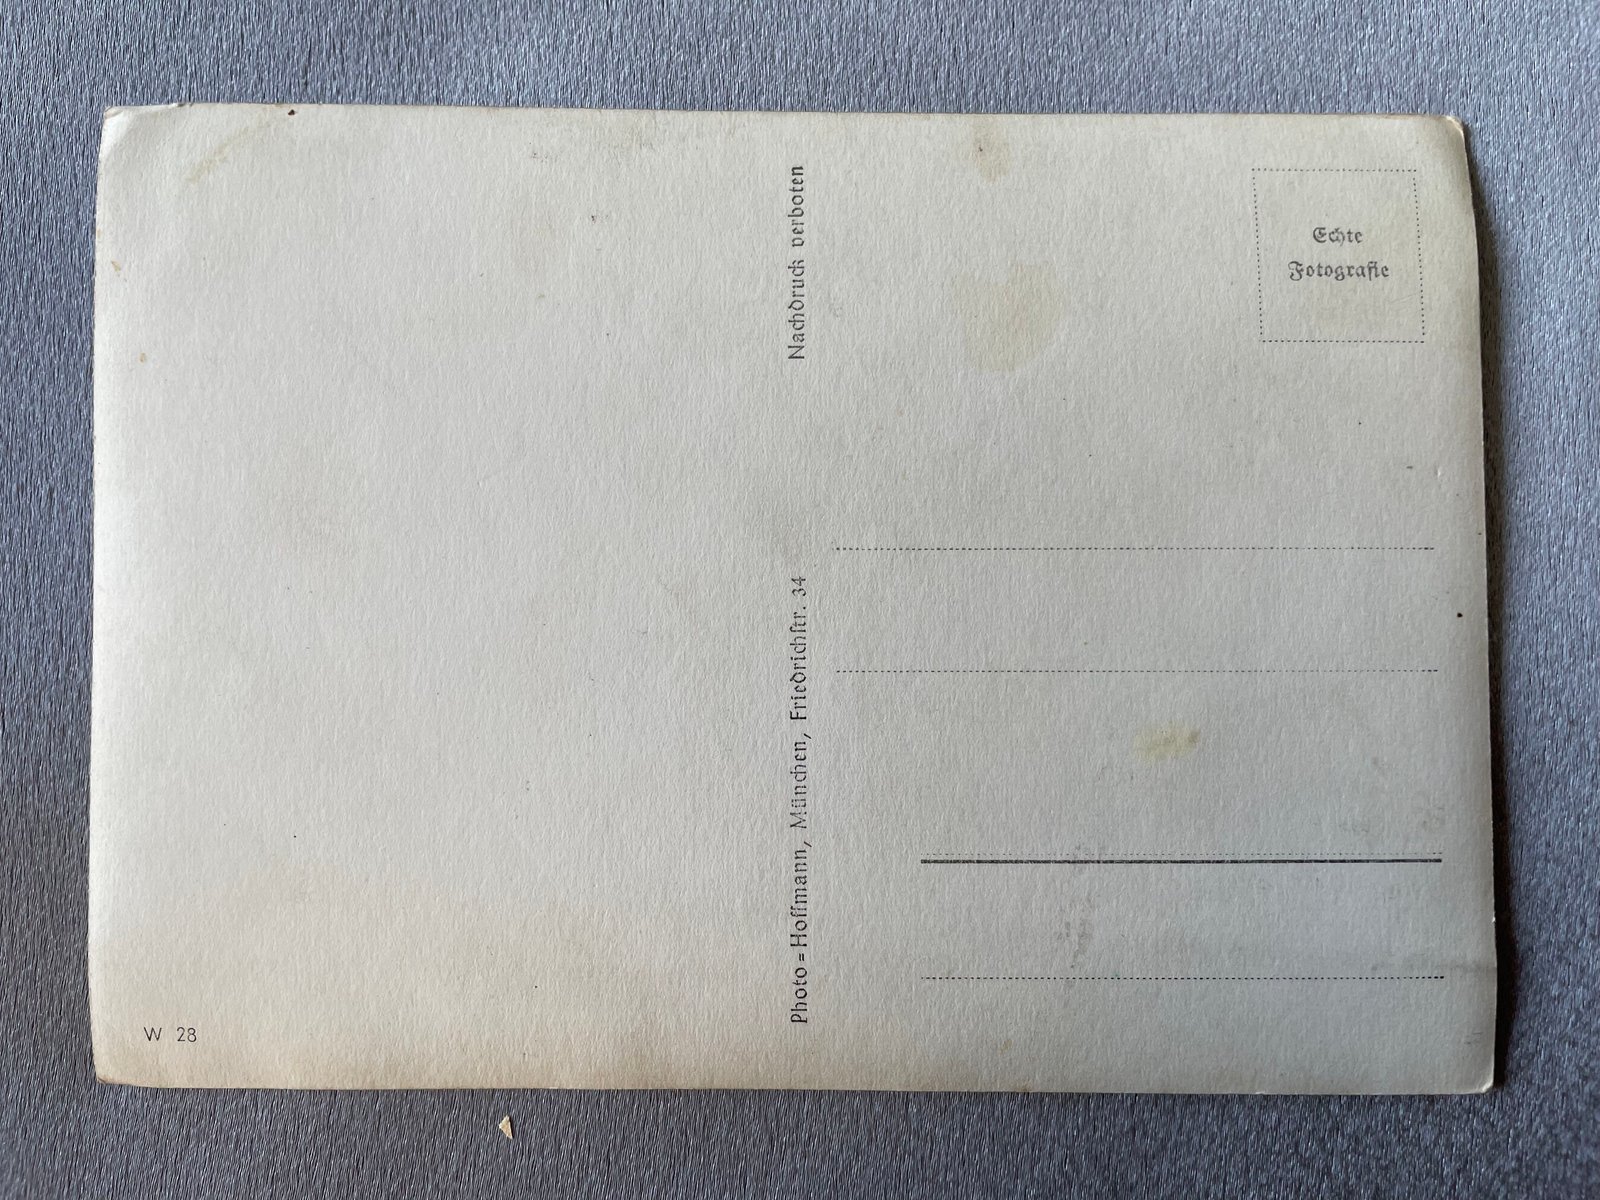 Nachdruck verboten
Photo = Hoffmann, München, Friedrichſtr. 34
Echte
Fotografie
W 28